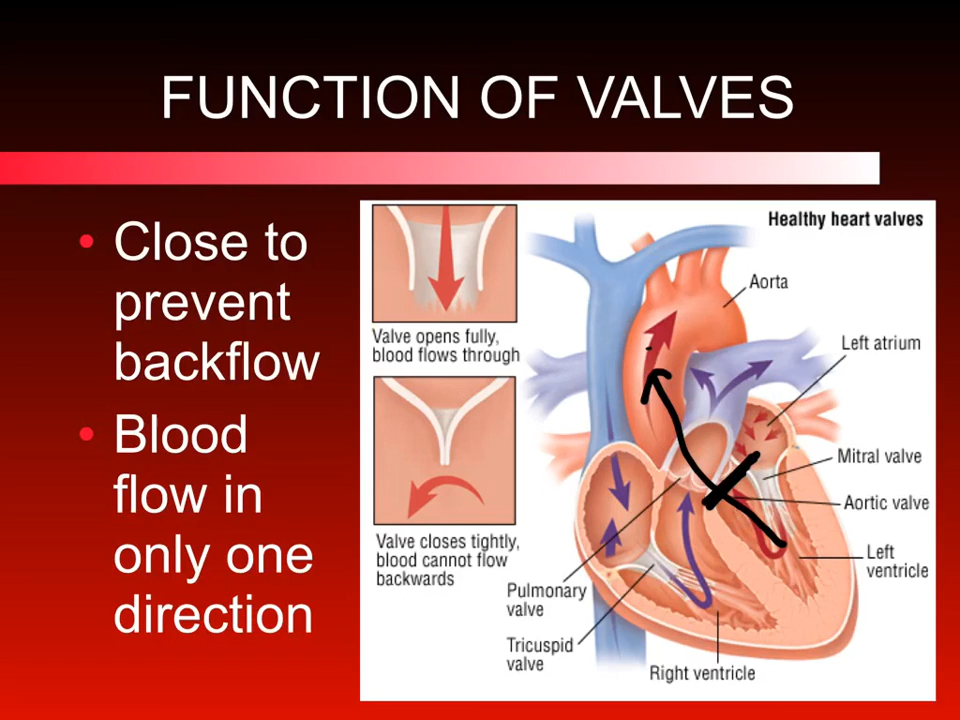 FUNCTION OF VALVES
• Close to
prevent
backflow
• Blood
flow in
only one
direction
Healthy heart valves
Valve opens fully,
blood flows through
Valve closes tightly,
blood cannot flow
backwards
Aorta
Left atrium
Mitral valve
Aortic valve
Left
ventricle
Pulmonary
valve
Tricuspid
valve
Right ventricle